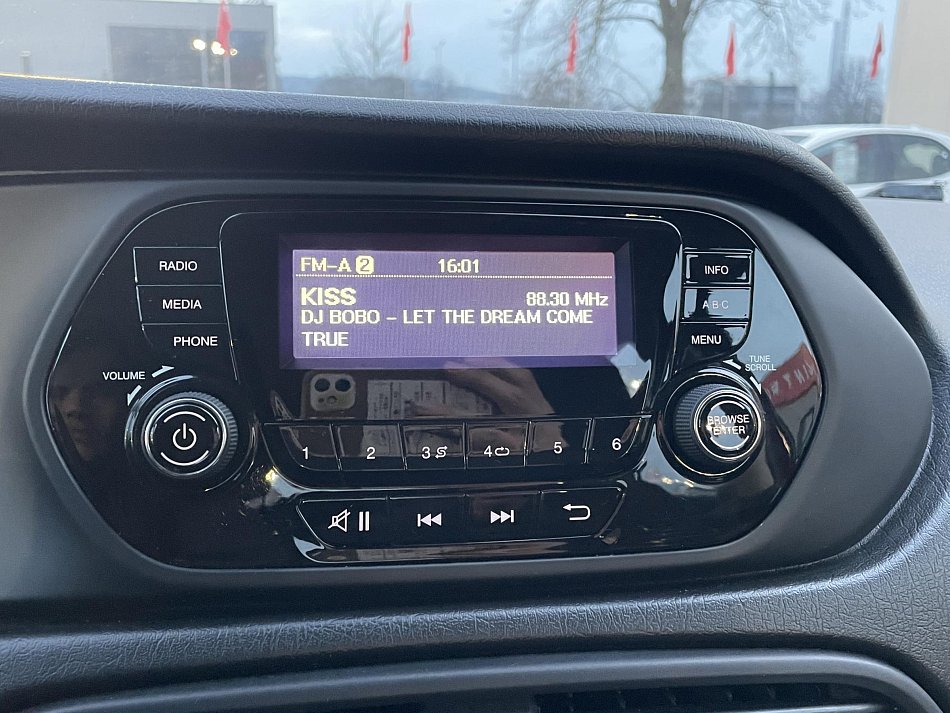 FM-A 2 16:01
KISS 88.30 MHz
DJ BOBO - LET THE DREAM COME
TRUE
RADIO
MEDIA
PHONE
VOLUME
INFO
ABC
MENU
TUNE
SCROLL
BROWSE
ENTER
1 2 3 4 5 6